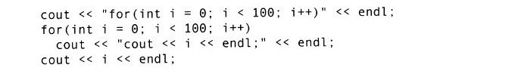 cout << "for(int i = 0; i < 100; i++)" << endl;
for(int i = 0; i < 100; i++)
cout << "cout << i << endl;" << endl;
cout << i << endl;